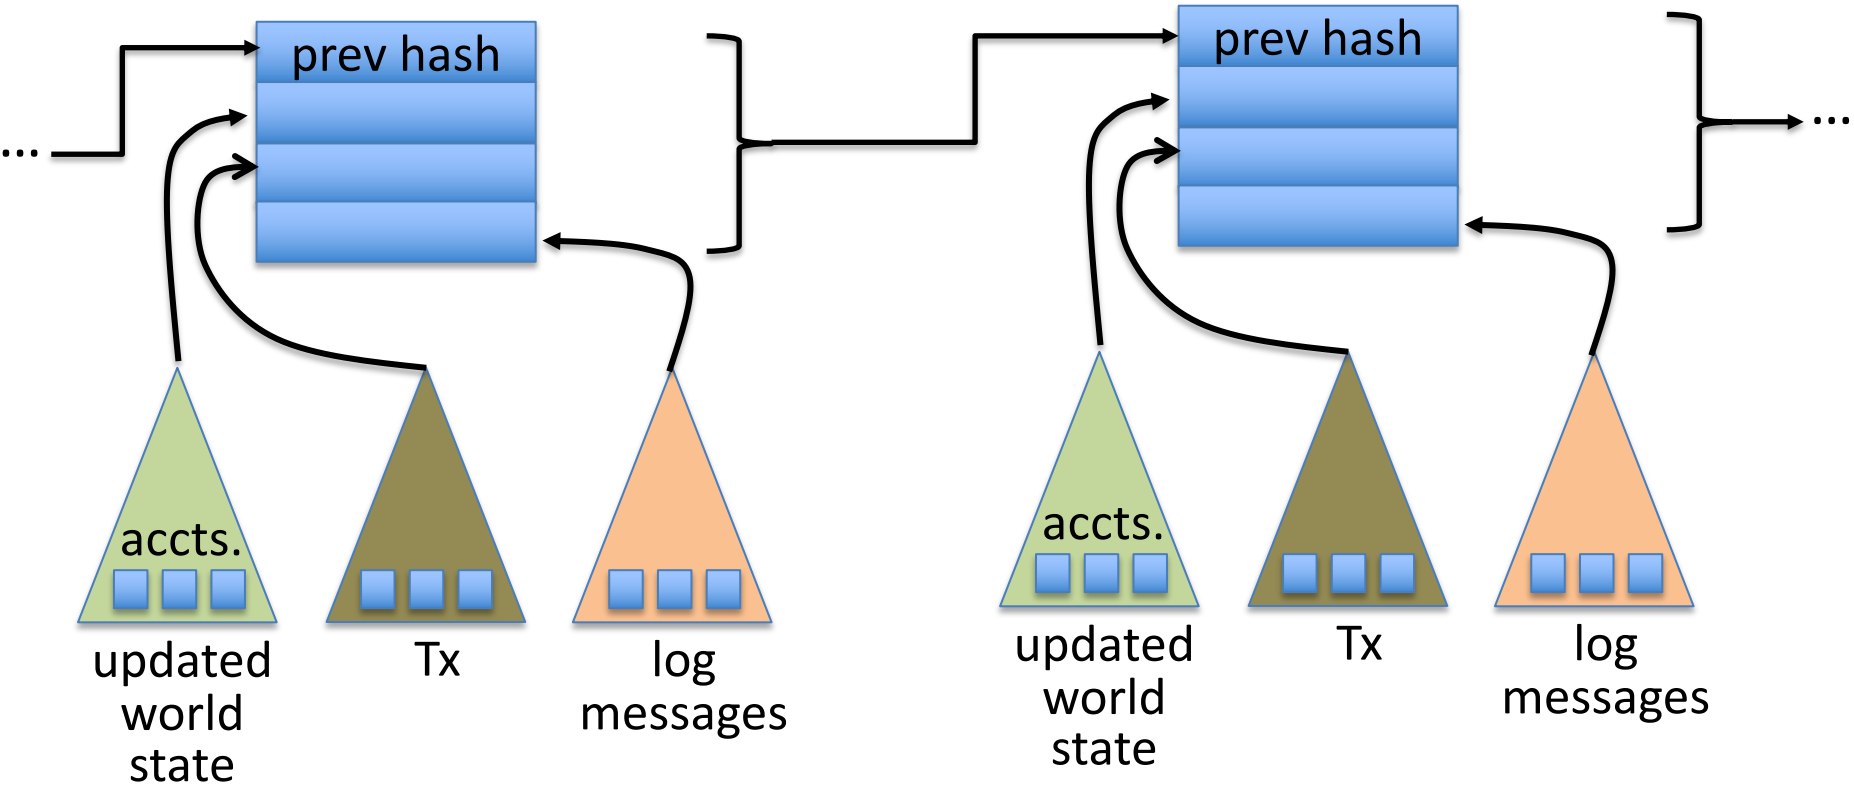 prev hash
prev hash
...
...
accts.
accts.
updated
world
state
Tx
log
messages
updated
world
state
Tx
log
messages